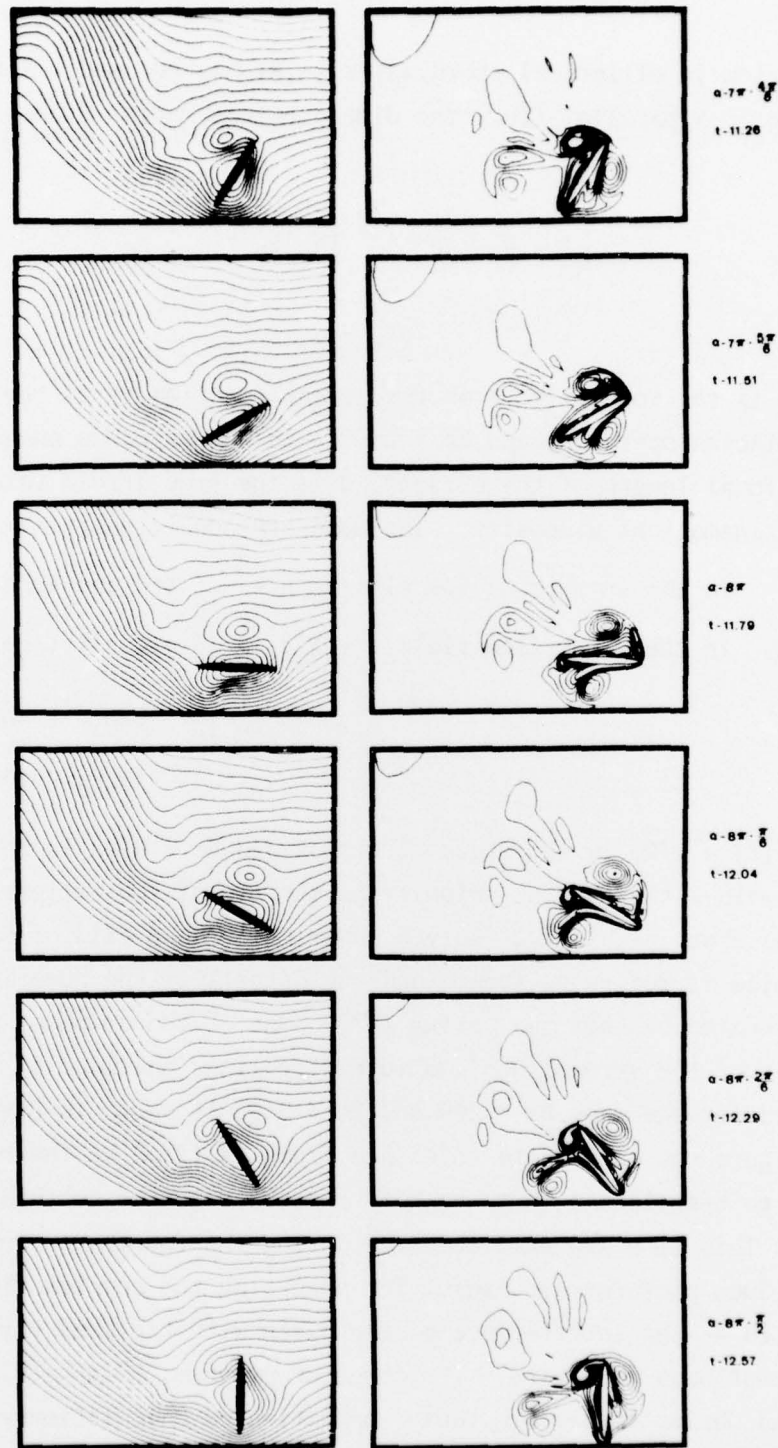 α-7π· 4π/6
t-11.26
α-7π· 5π/6
t-11.51
α-8π
t-11.79
α-8π· π/6
t-12.04
α-8π· 2π/6
t-12.29
α-8π· π/2
t-12.57